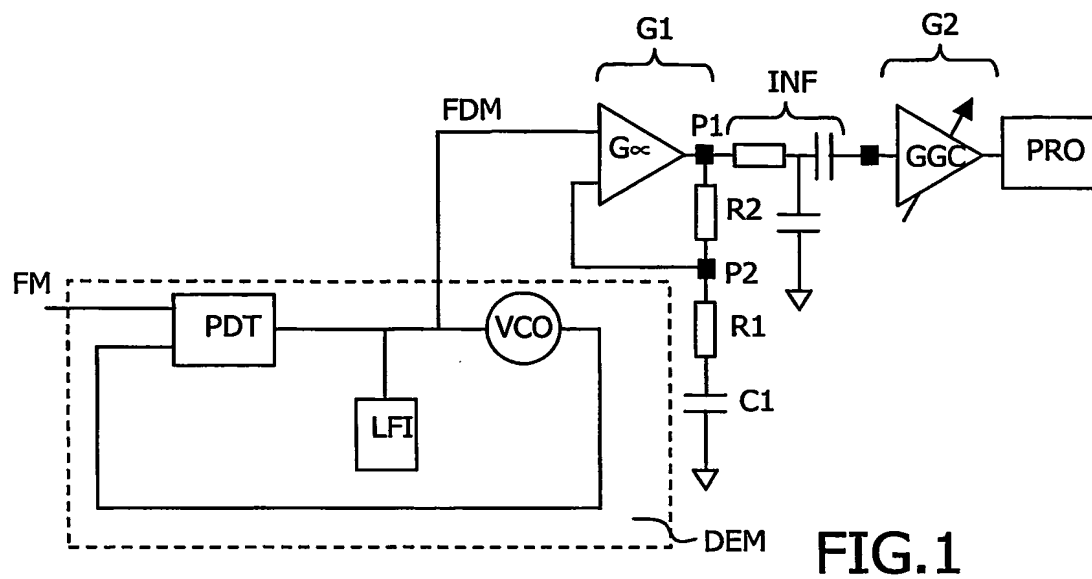 G1
G2
INF
FDM
P1
G∝
GGC
PRO
R2
FM
P2
PDT
VCO
R1
LFI
C1
DEM
FIG.1